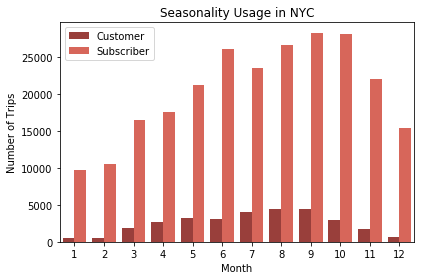 Seasonality Usage in NYC
Customer
Subscriber
Number of Trips
25000
20000
15000
10000
5000
0
1 2 3 4 5 6 7 8 9 10 11 12
Month